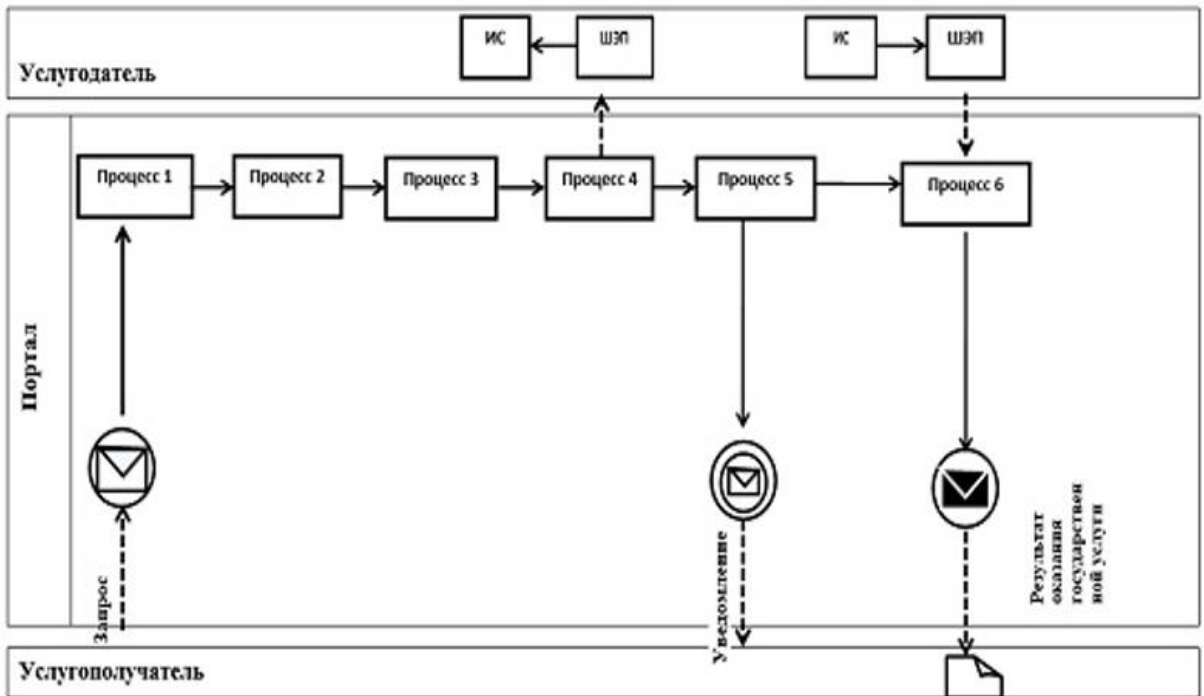 ИС
ШЭП
ИС
ШЭП
Услугодатель
Процесс 1
Процесс 2
Процесс 3
Процесс 4
Процесс 5
Процесс 6
Портал
Запрос
Уведомление
Результат
оказания
государствен
ной услуги
Услугополучатель